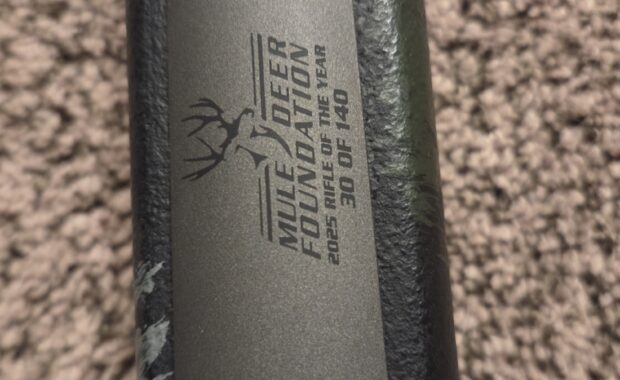 MULE DEER
FOUNDATION
2025 RIFLE OF THE YEAR
30 OF 140